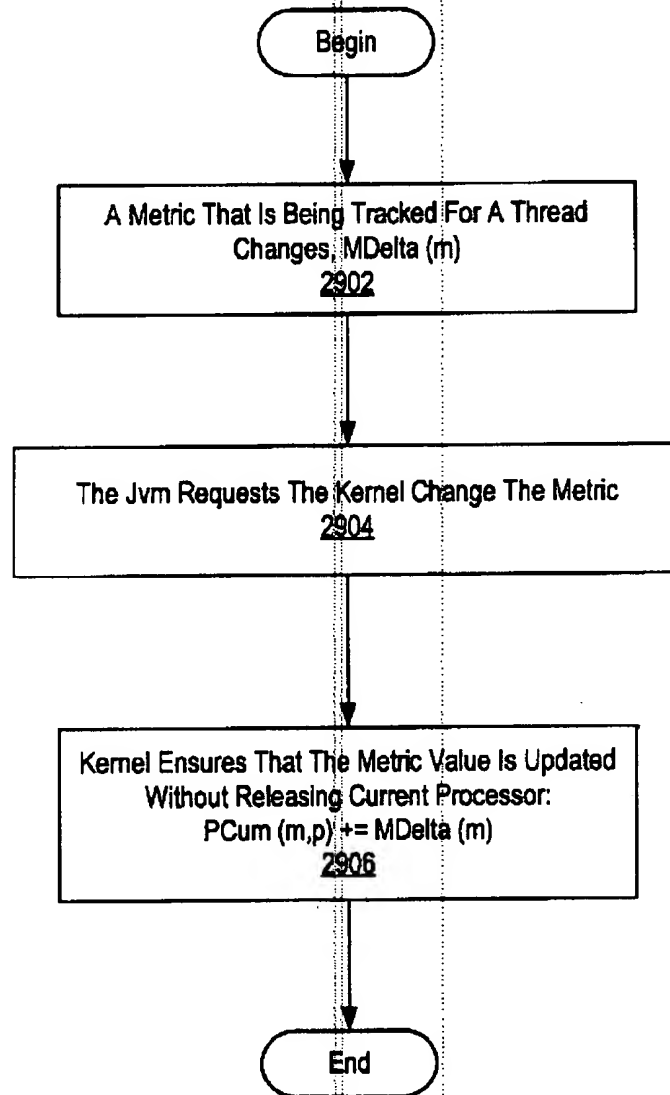 Begin
A Metric That Is Being Tracked For A Thread
Changes, MDelta (m)
2902
The Jvm Requests The Kernel Change The Metric
2904
Kernel Ensures That The Metric Value Is Updated
Without Releasing Current Processor:
PCum (m,p) += MDelta (m)
2906
End